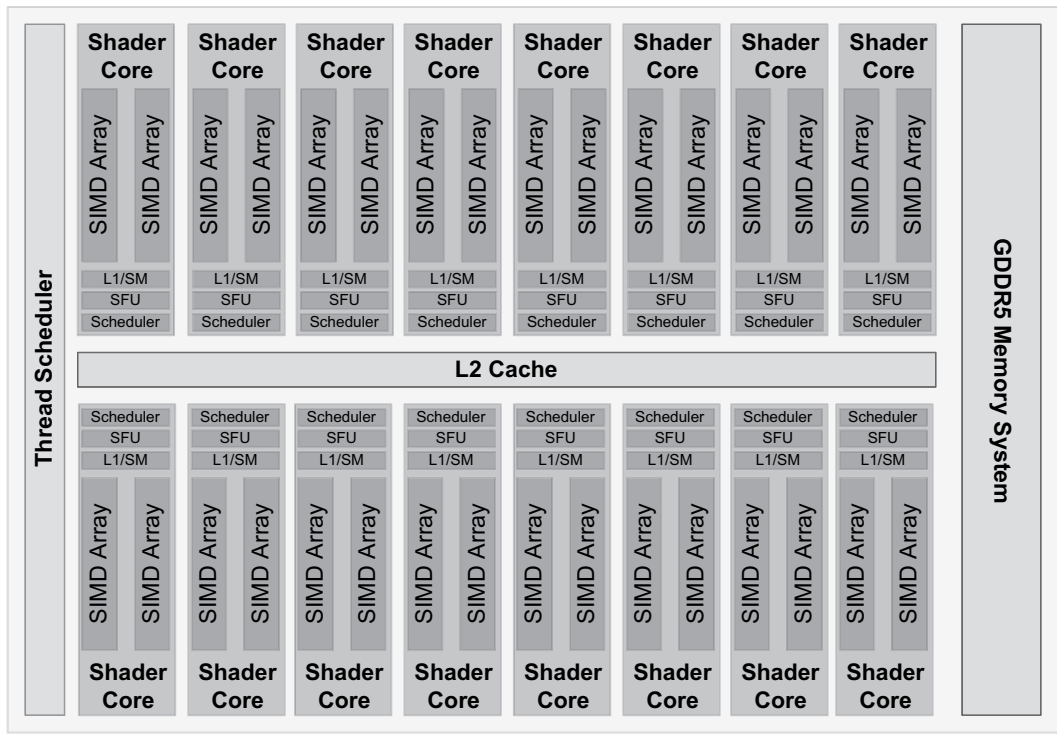 Thread Scheduler
Shader Shader Shader Shader Shader Shader Shader Shader
Core Core Core Core Core Core Core Core
SIMD Array SIMD Array SIMD Array SIMD Array SIMD Array SIMD Array SIMD Array SIMD Array SIMD Array SIMD Array SIMD Array SIMD Array SIMD Array SIMD Array SIMD Array SIMD Array
L1/SM L1/SM L1/SM L1/SM L1/SM L1/SM L1/SM L1/SM
SFU SFU SFU SFU SFU SFU SFU SFU
Scheduler Scheduler Scheduler Scheduler Scheduler Scheduler Scheduler Scheduler
L2 Cache
Scheduler Scheduler Scheduler Scheduler Scheduler Scheduler Scheduler Scheduler
SFU SFU SFU SFU SFU SFU SFU SFU
L1/SM L1/SM L1/SM L1/SM L1/SM L1/SM L1/SM L1/SM
SIMD Array SIMD Array SIMD Array SIMD Array SIMD Array SIMD Array SIMD Array SIMD Array SIMD Array SIMD Array SIMD Array SIMD Array SIMD Array SIMD Array SIMD Array SIMD Array
Shader Shader Shader Shader Shader Shader Shader Shader
Core Core Core Core Core Core Core Core
GDDR5 Memory System